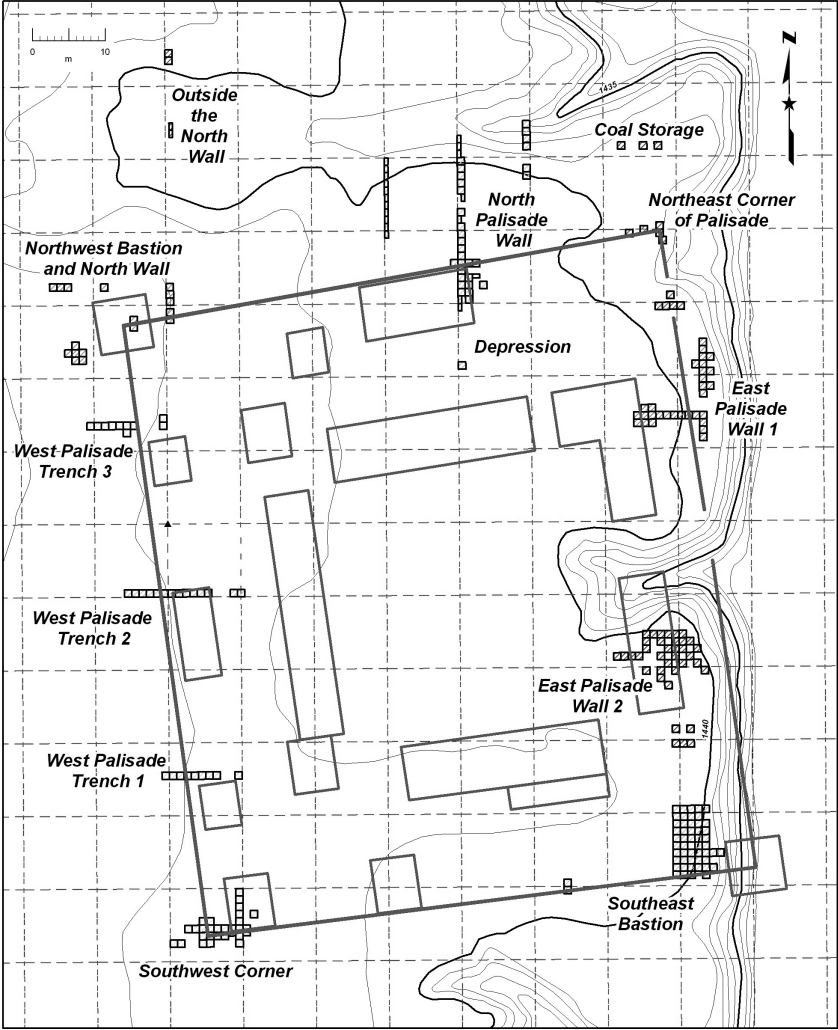 0 10
m
N
1435
Outside
the
North
Wall
Coal Storage
North
Palisade
Wall
Northeast Corner
of Palisade
Northwest Bastion
and North Wall
Depression
East
Palisade
Wall 1
West Palisade
Trench 3
West Palisade
Trench 2
East Palisade
Wall 2
1440
West Palisade
Trench 1
Southeast
Bastion
Southwest Corner